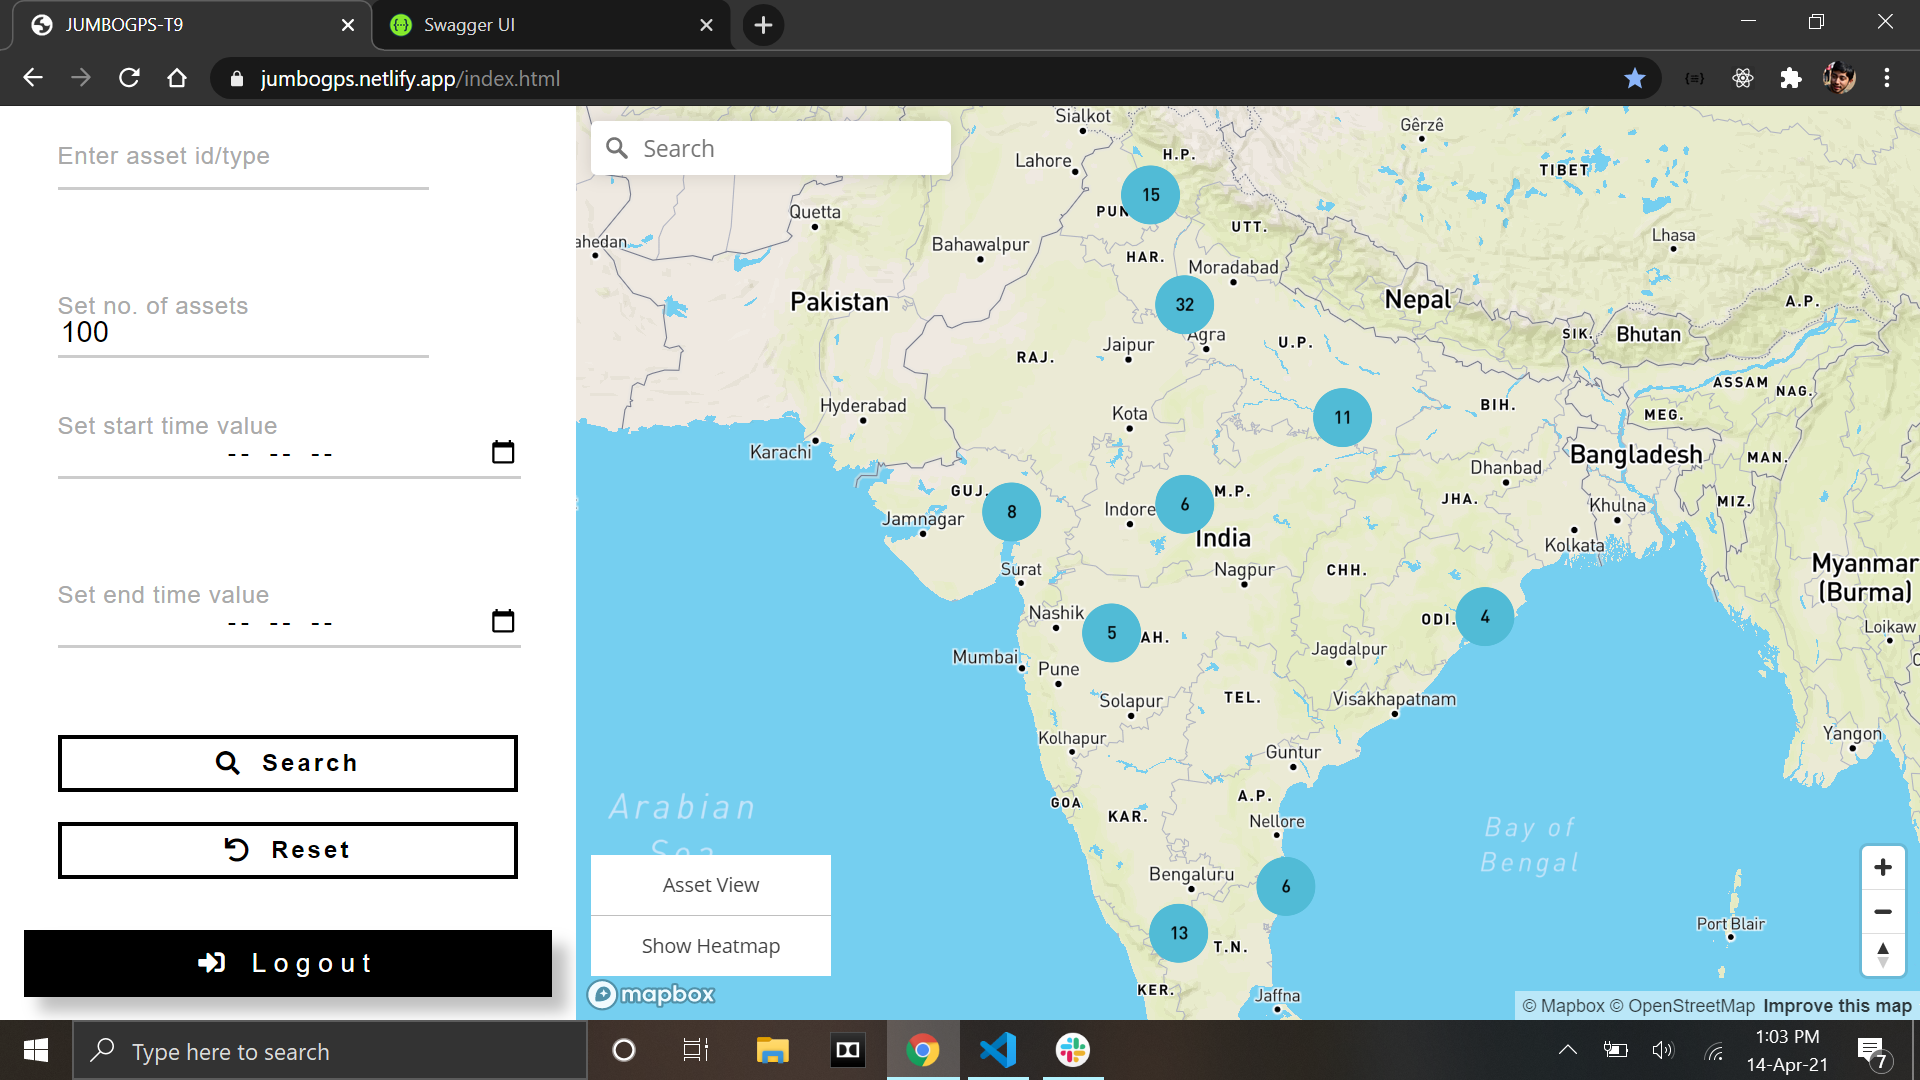 JUMBOGPS-T9
Swagger UI
jumbogps.netlify.app/index.html
Enter asset id/type
Set no. of assets
100
Set start time value
-- -- --
Set end time value
-- -- --
Search
Reset
Logout
Search
Sialkot
Gêrzê
Lahore
H.P.
TIBET
15
PUN
Quetta
UTT.
Lhasa
ahedan
Bahawalpur
HAR.
Moradabad
Pakistan
32
Nepal
A.P.
Agra
SIK.
Bhutan
Jaipur
U.P.
RAJ.
ASSAM
NAG.
Hyderabad
Kota
11
BIH.
MEG.
Karachi
Bangladesh
MAN.
Dhanbad
GUJ.
8
6
M.P.
JHA.
MIZ.
Jamnagar
Indore
Khulna
India
Kolkata
Surat
Nagpur
CHH.
Myanmar
(Burma)
Nashik
5
AH.
ODI.
4
Loikaw
Mumbai
Pune
Jagdalpur
Solapur
TEL.
Visakhapatnam
Kolhapur
Guntur
Yangon
GOA
KAR.
A.P.
Nellore
Arabian
Sea
Bay of
Bengal
Bengaluru
6
13
T.N.
Port Blair
KER.
Jaffna
Asset View
Show Heatmap
mapbox
© Mapbox © OpenStreetMap Improve this map
Type here to search
1:03 PM
14-Apr-21
7